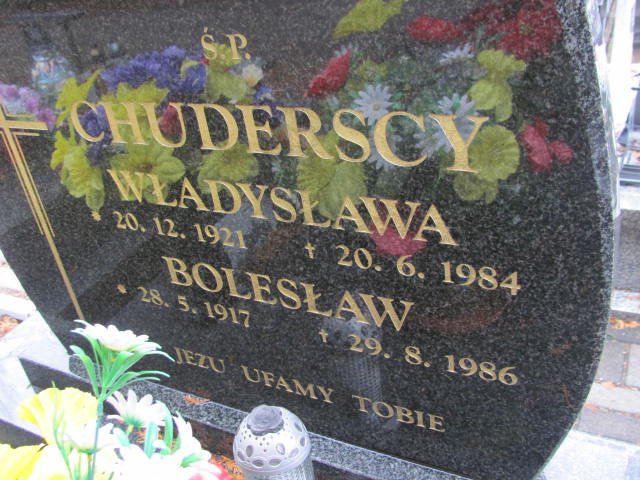 Ś.P.
CHUDERSCY
WŁADYSŁAWA
* 20. 12. 1921 † 20. 6. 1984
BOLESŁAW
* 28. 5. 1917 † 29. 8. 1986
JEZU UFAMY TOBIE